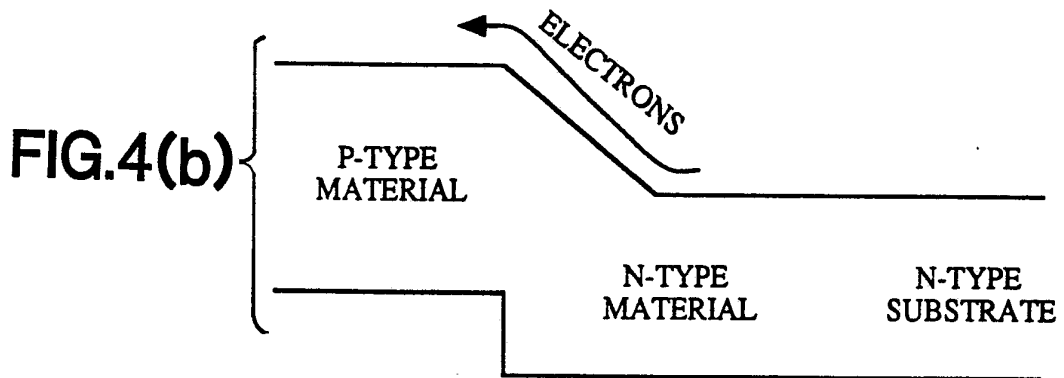 ELECTRONS
FIG.4(b)
P-TYPE
MATERIAL
N-TYPE
MATERIAL
N-TYPE
SUBSTRATE